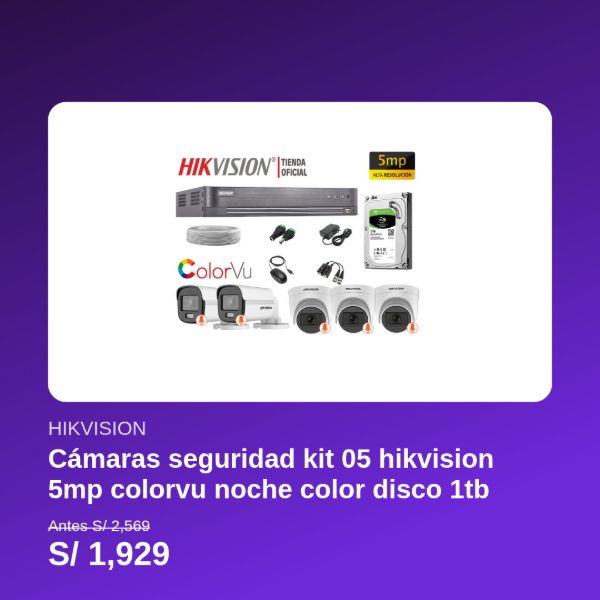 HIKVISION® TIENDA
OFICIAL
5mp
ALTA RESOLUCIÓN
ColorVu
HIKVISION
Cámaras seguridad kit 05 hikvision
5mp colorvu noche color disco 1tb
Antes S/ 2,569
S/ 1,929